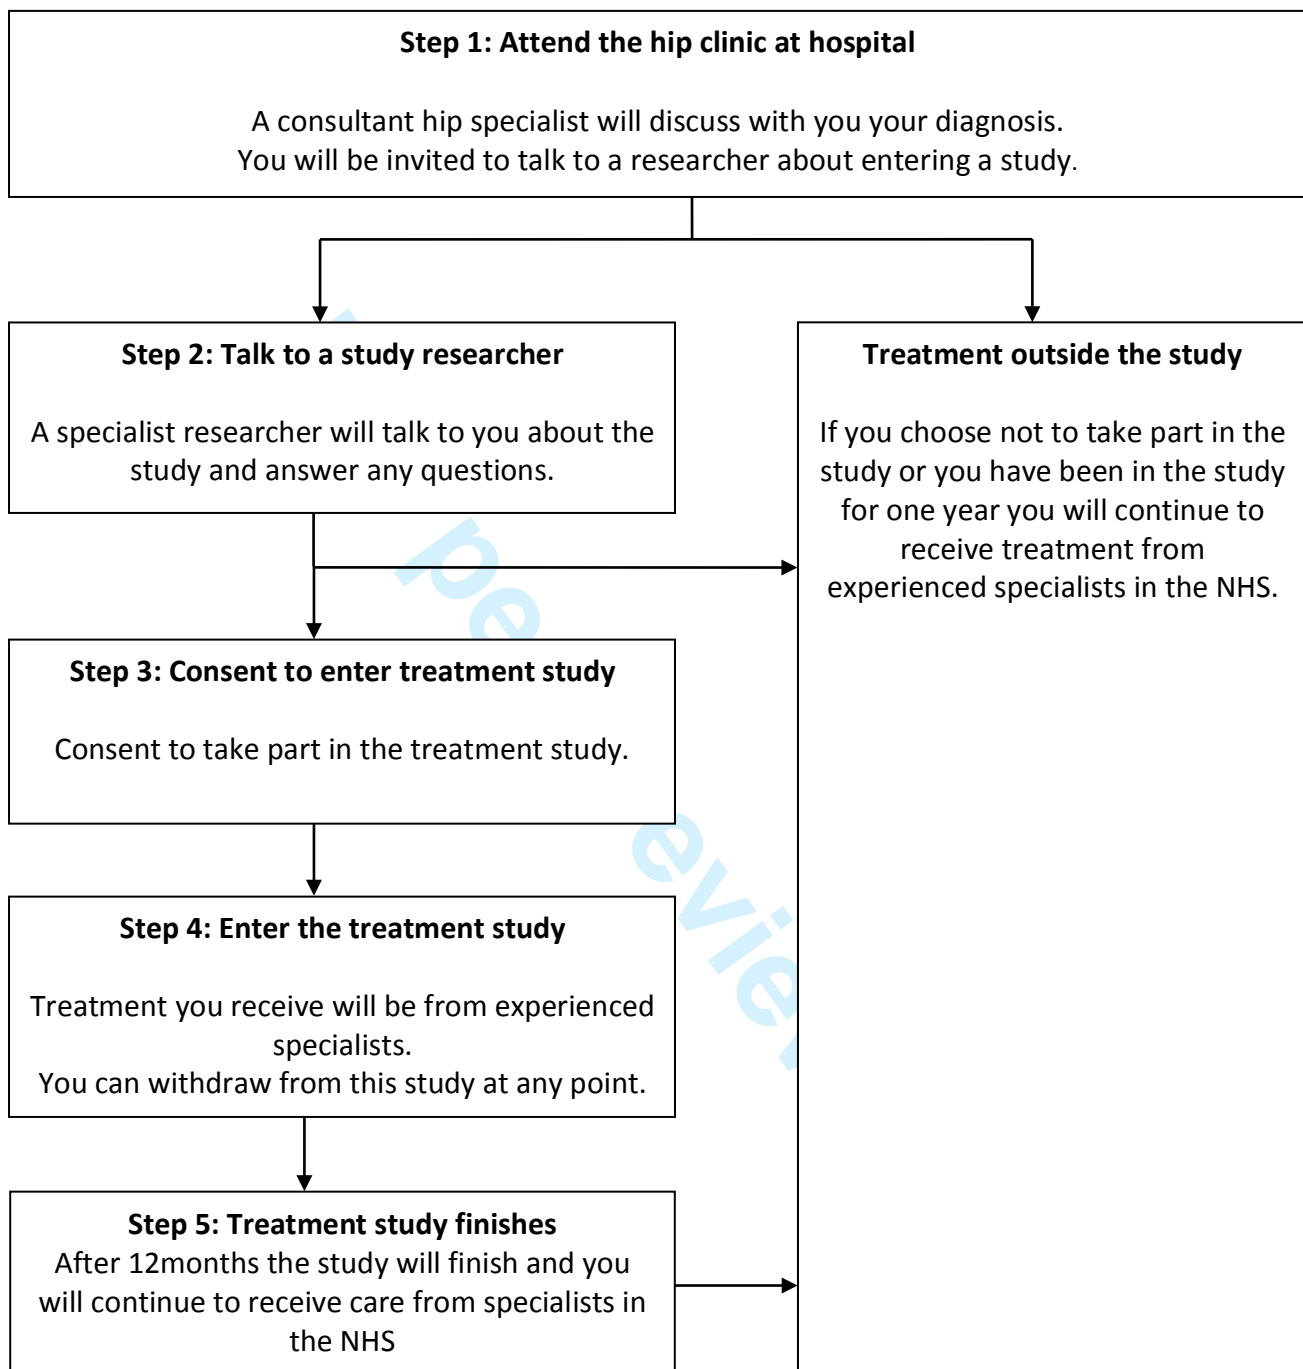 Step 1: Attend the hip clinic at hospital
A consultant hip specialist will discuss with you your diagnosis.
You will be invited to talk to a researcher about entering a study.
Step 2: Talk to a study researcher
A specialist researcher will talk to you about the
study and answer any questions.
Treatment outside the study
If you choose not to take part in the
study or you have been in the study
for one year you will continue to
receive treatment from
experienced specialists in the NHS.
Step 3: Consent to enter treatment study
Consent to take part in the treatment study.
Step 4: Enter the treatment study
Treatment you receive will be from experienced
specialists.
You can withdraw from this study at any point.
Step 5: Treatment study finishes
After 12months the study will finish and you
will continue to receive care from specialists in
the NHS